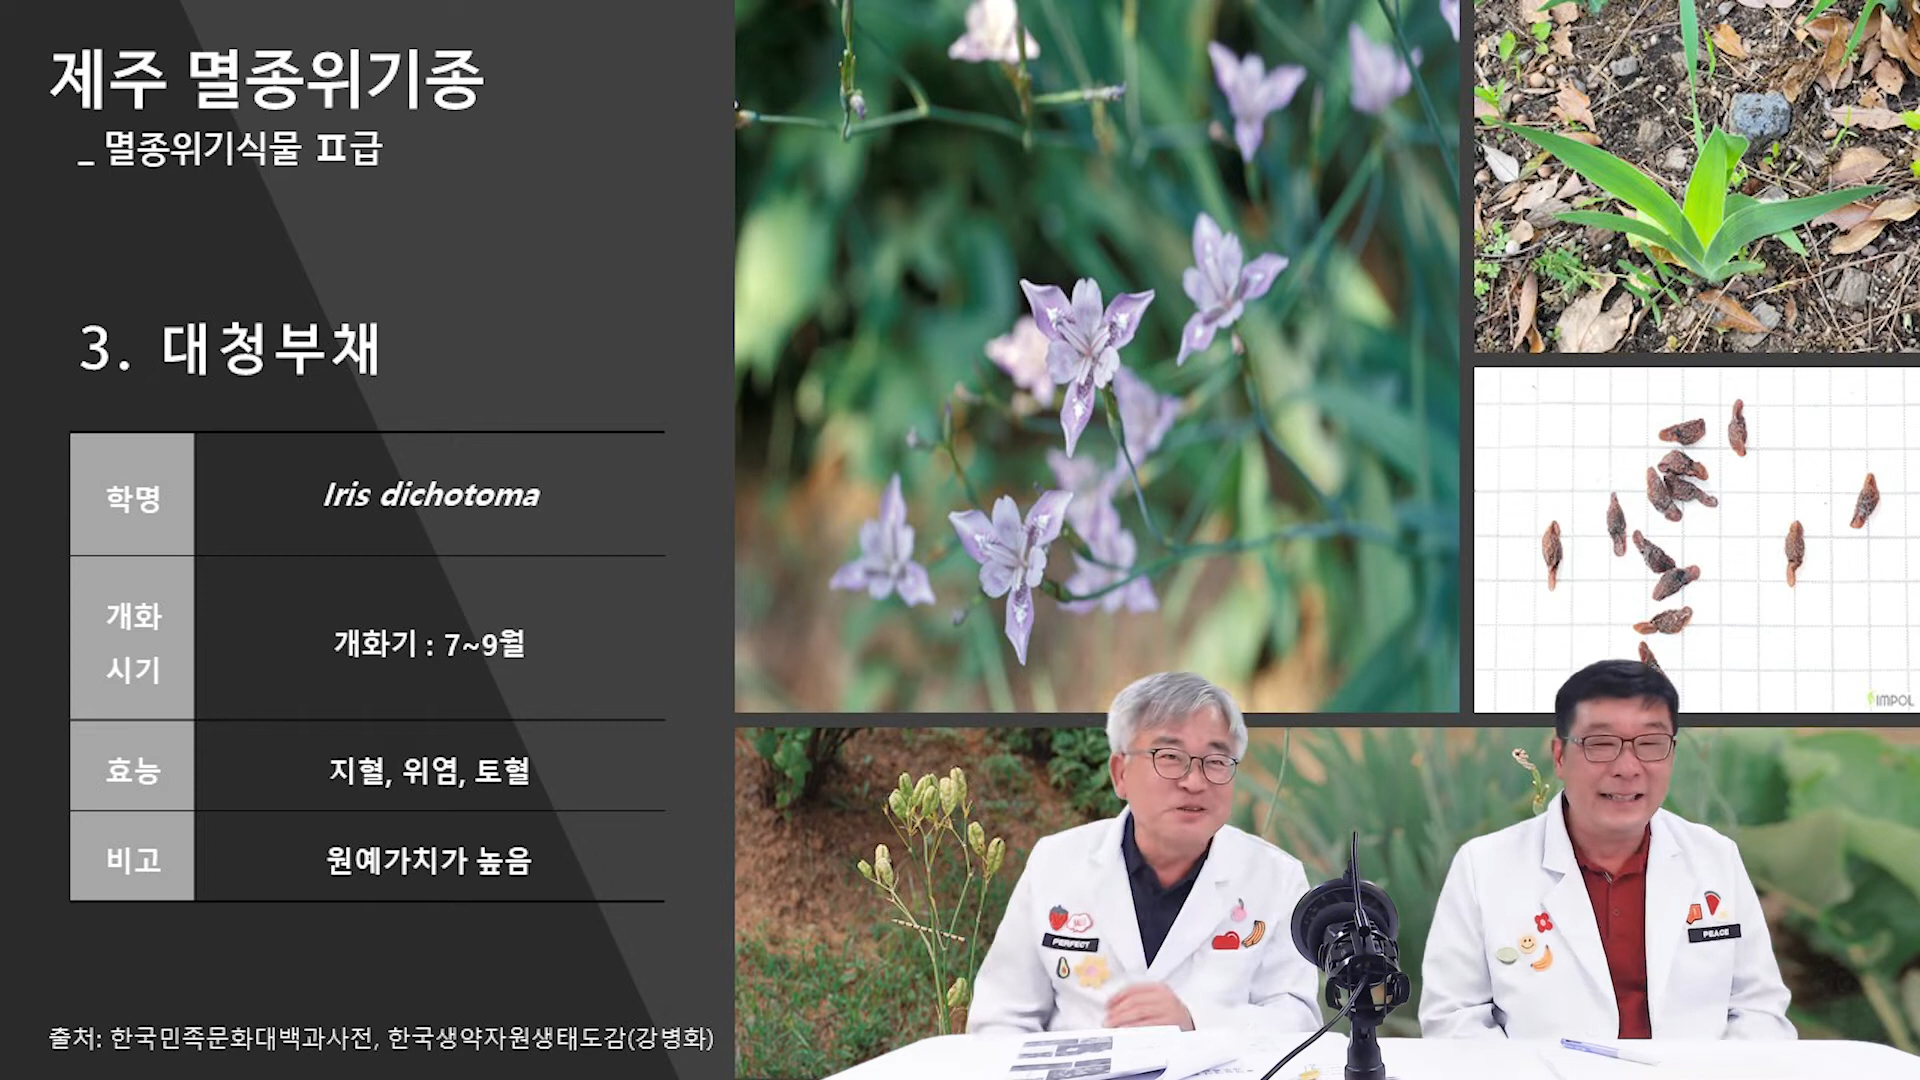 제주 멸종위기종
_ 멸종위기식물 Ⅱ급
3. 대청부채
학명
Iris dichotoma
개화
시기
개화기 : 7~9월
효능
지혈, 위염, 토혈
비고
원예가치가 높음
출처: 한국민족문화대백과사전, 한국생약자원생태도감(강병화)
IMPOL
PERFECT
PEACE